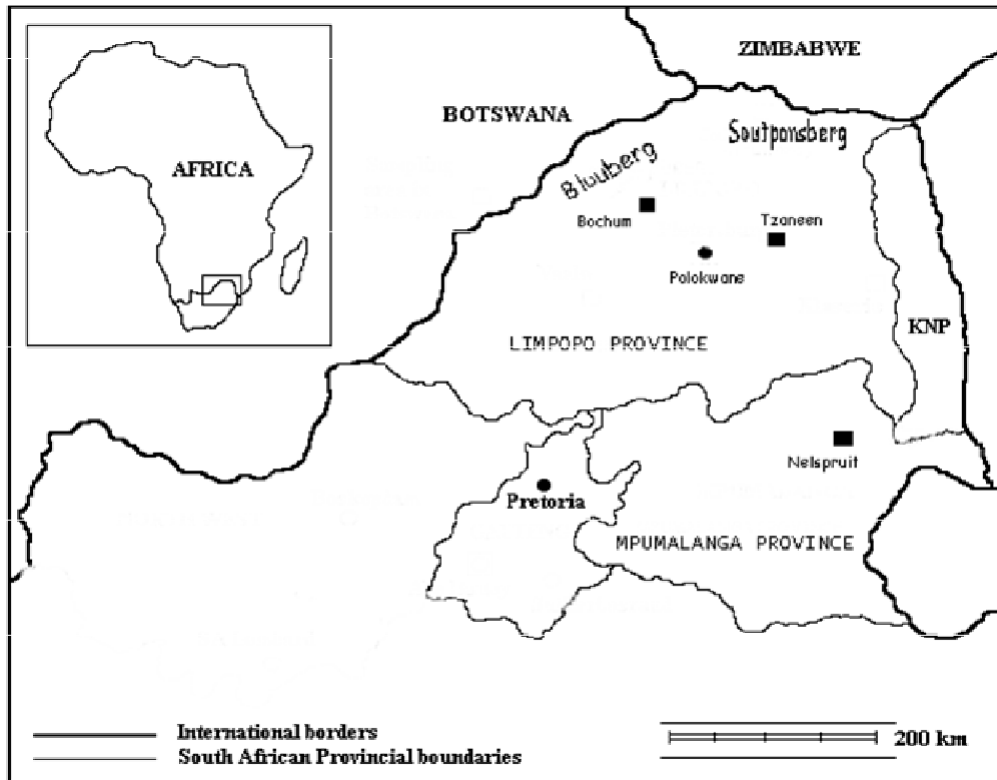 ZIMBABWE
BOTSWANA
Soutponsberg
AFRICA
Blouberg
Bochum
Tzaneen
Polokwane
KNP
LIMPOPO PROVINCE
Nelspruit
Pretoria
MPUMALANGA PROVINCE
International borders
South African Provincial boundaries
200 km